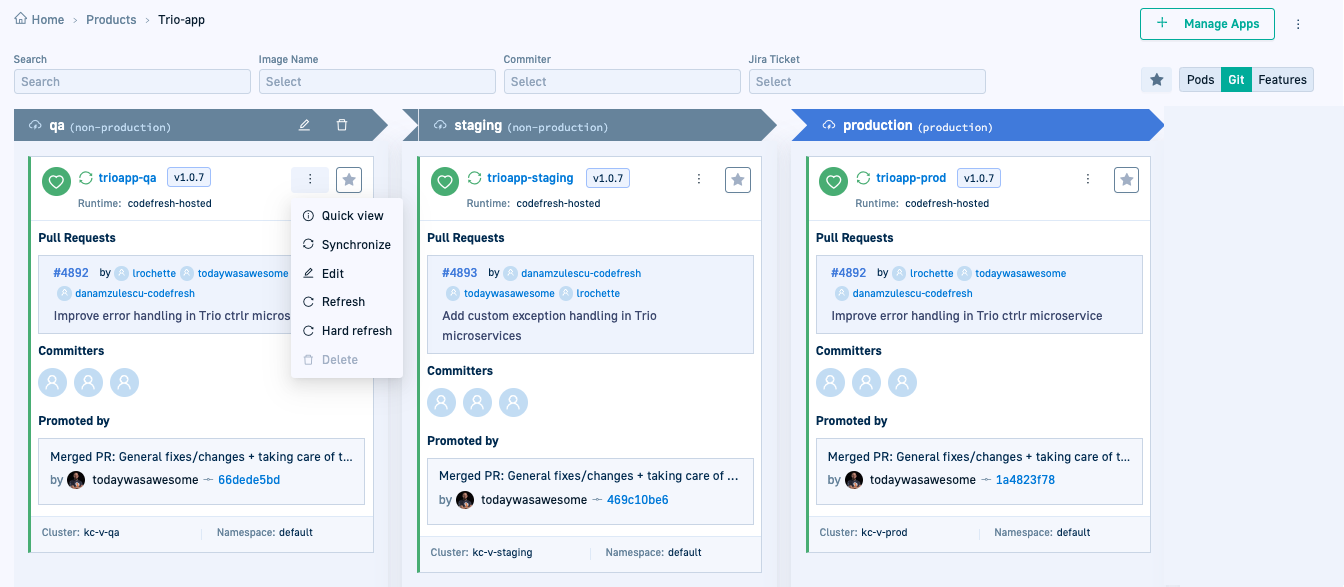 Home > Products > Trio-app
Manage Apps
Search
Image Name
Commiter
Jira Ticket
Search
Select
Select
Select
Pods
Git
Features
qa (non-production)
staging (non-production)
production (production)
trioapp-qa v1.0.7
Runtime: codefresh-hosted
Quick view
Synchronize
Edit
Refresh
Hard refresh
Delete
Pull Requests
#4892 by lrochette todaywasawesome
danamzulescu-codefresh
Improve error handling in Trio ctrlr micros
Committers
Promoted by
Merged PR: General fixes/changes + taking care of t...
by todaywasawesome 66dede5bd
Cluster: kc-v-qa Namespace: default
trioapp-staging v1.0.7
Runtime: codefresh-hosted
Pull Requests
#4893 by danamzulescu-codefresh
todaywasawesome lrochette
Add custom exception handling in Trio
microservices
Committers
Promoted by
Merged PR: General fixes/changes + taking care of ...
by todaywasawesome 469c10be6
Cluster: kc-v-staging Namespace: default
trioapp-prod v1.0.7
Runtime: codefresh-hosted
Pull Requests
#4892 by lrochette todaywasawesome
danamzulescu-codefresh
Improve error handling in Trio ctrlr microservice
Committers
Promoted by
Merged PR: General fixes/changes + taking care of t...
by todaywasawesome 1a4823f78
Cluster: kc-v-prod Namespace: default